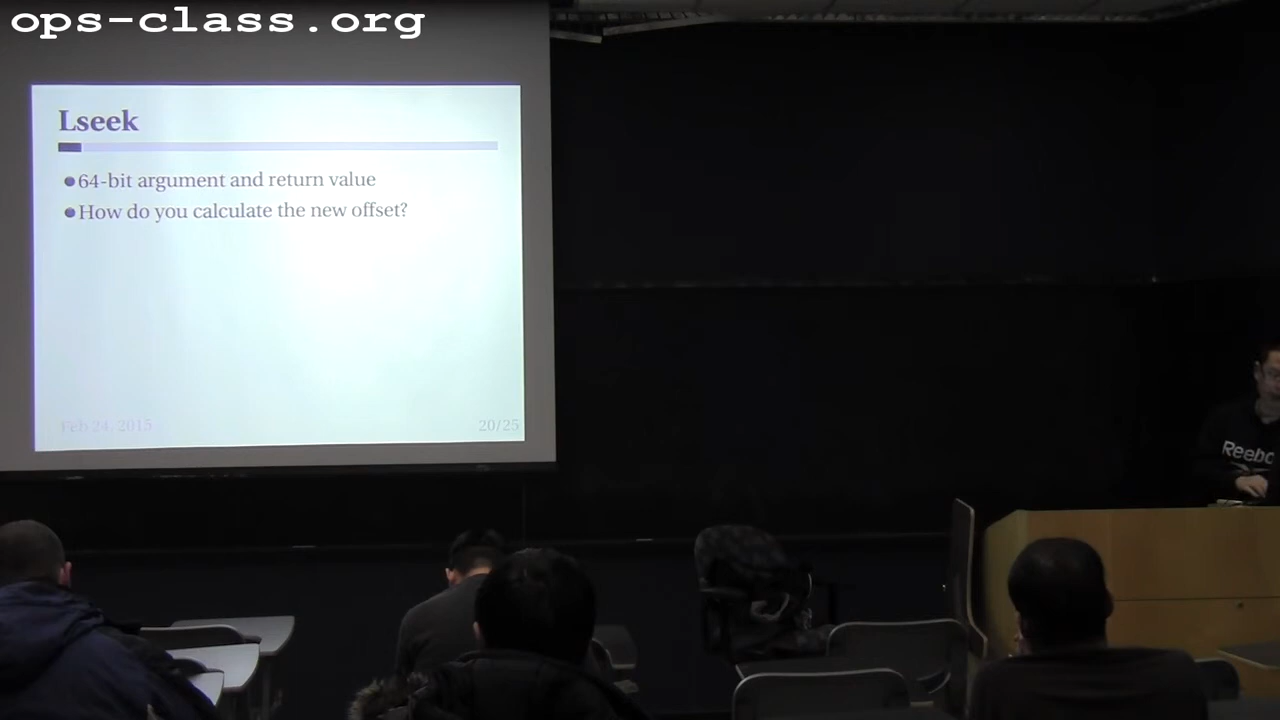 ops-class.org
Lseek
64-bit argument and return value
How do you calculate the new offset?
Feb 24, 2015
20/25